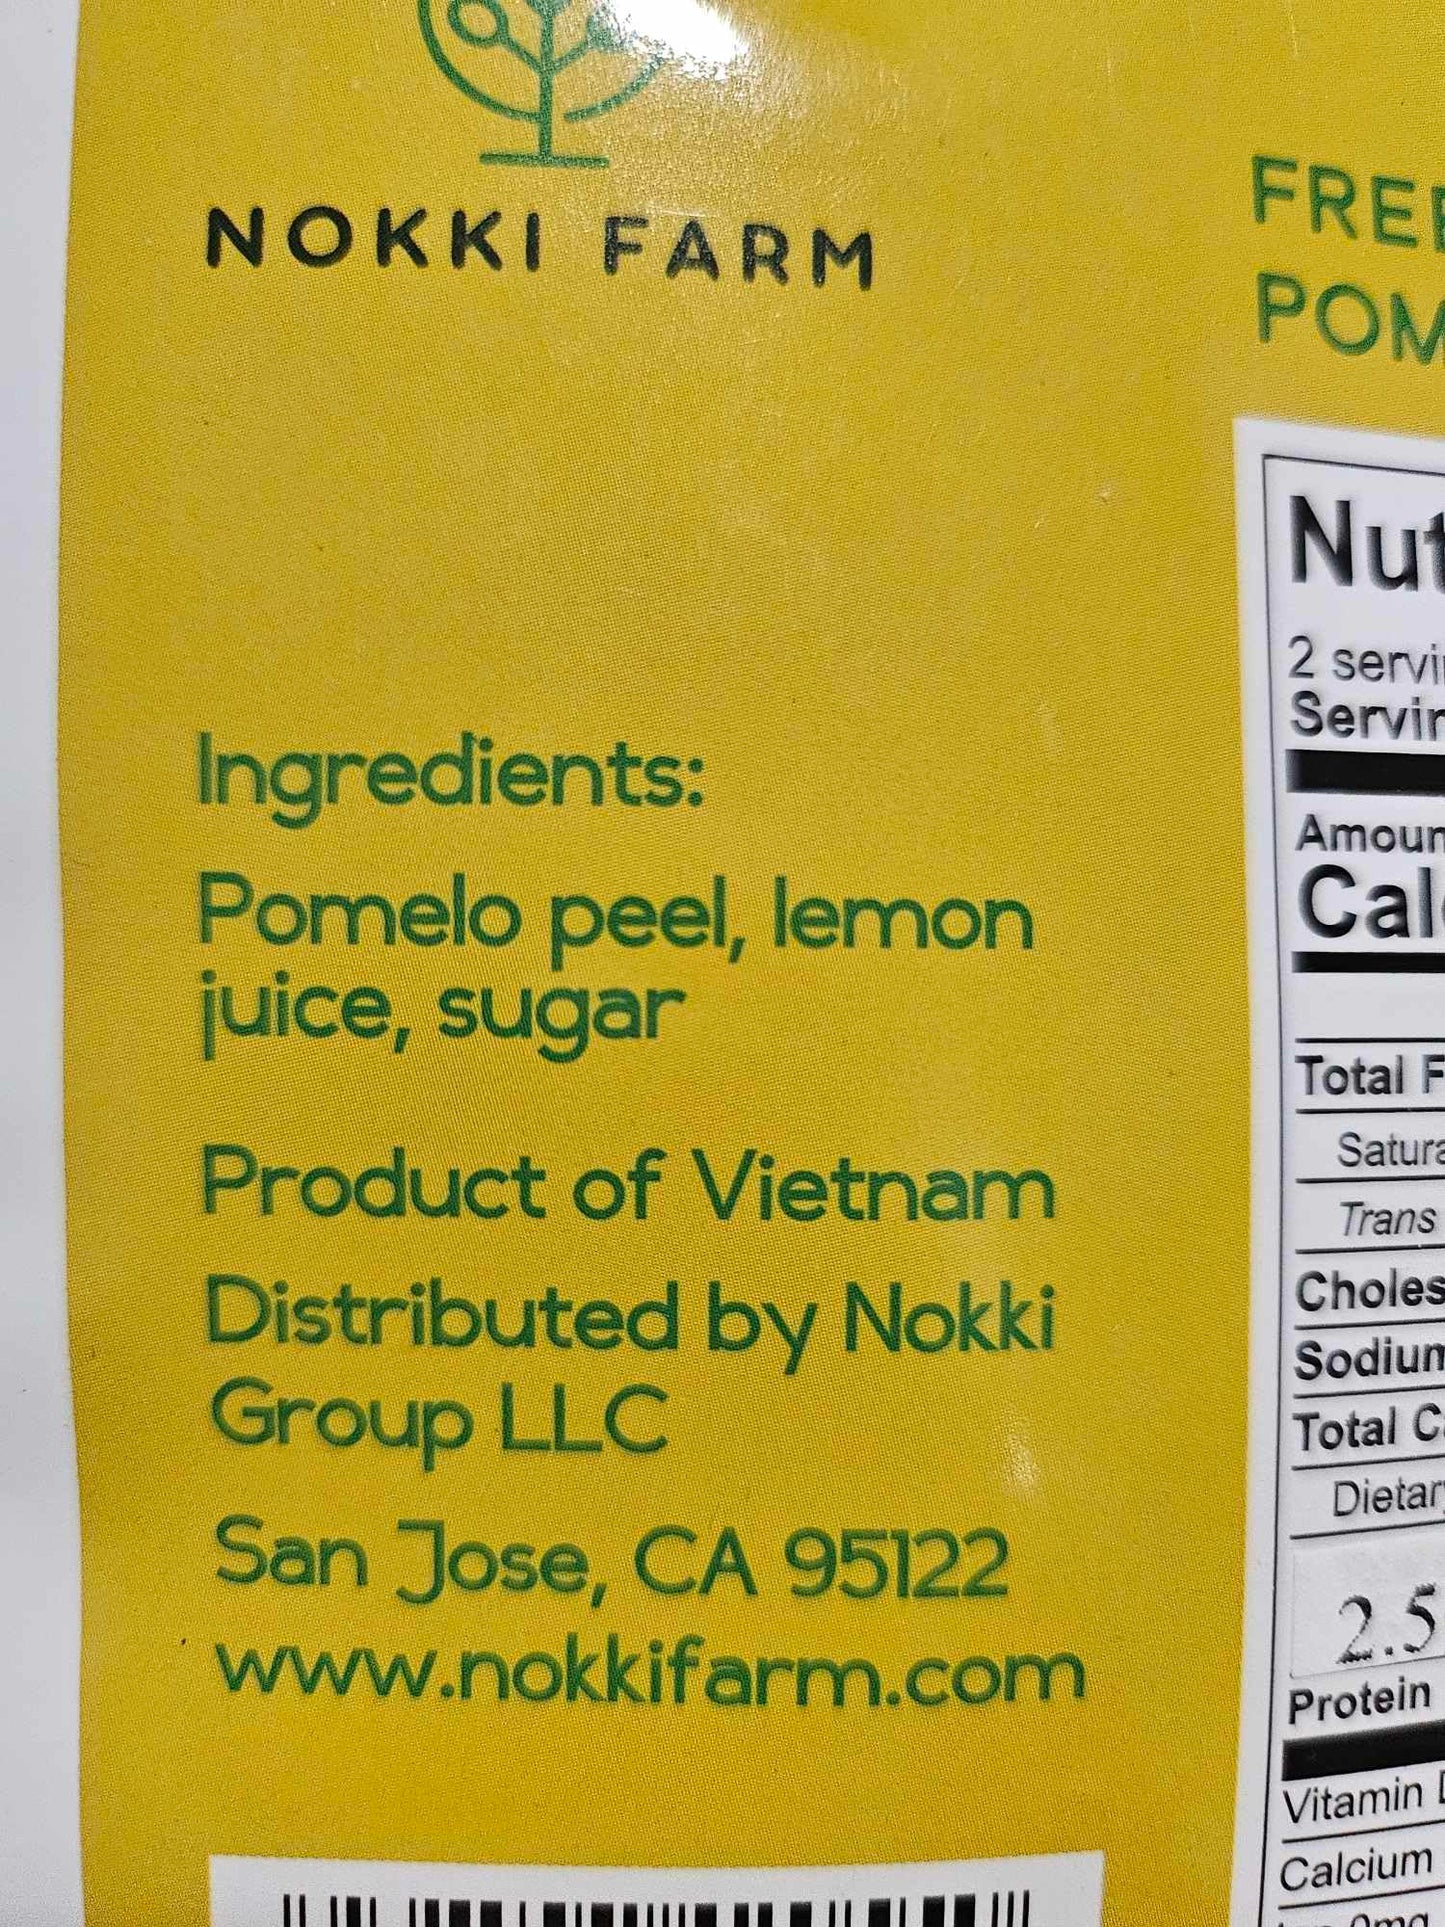 NOKKI FARM
Ingredients:
Pomelo peel, lemon
juice, sugar
Product of Vietnam
Distributed by Nokki
Group LLC
San Jose, CA 95122
www.nokkifarm.com
POM
Nut
2 servi
Servin
Amoun
Cal
Total F
Satura
Trans
Choles
Sodium
Total C
Dietary
2.5
Protein
Vitamin D
Calcium